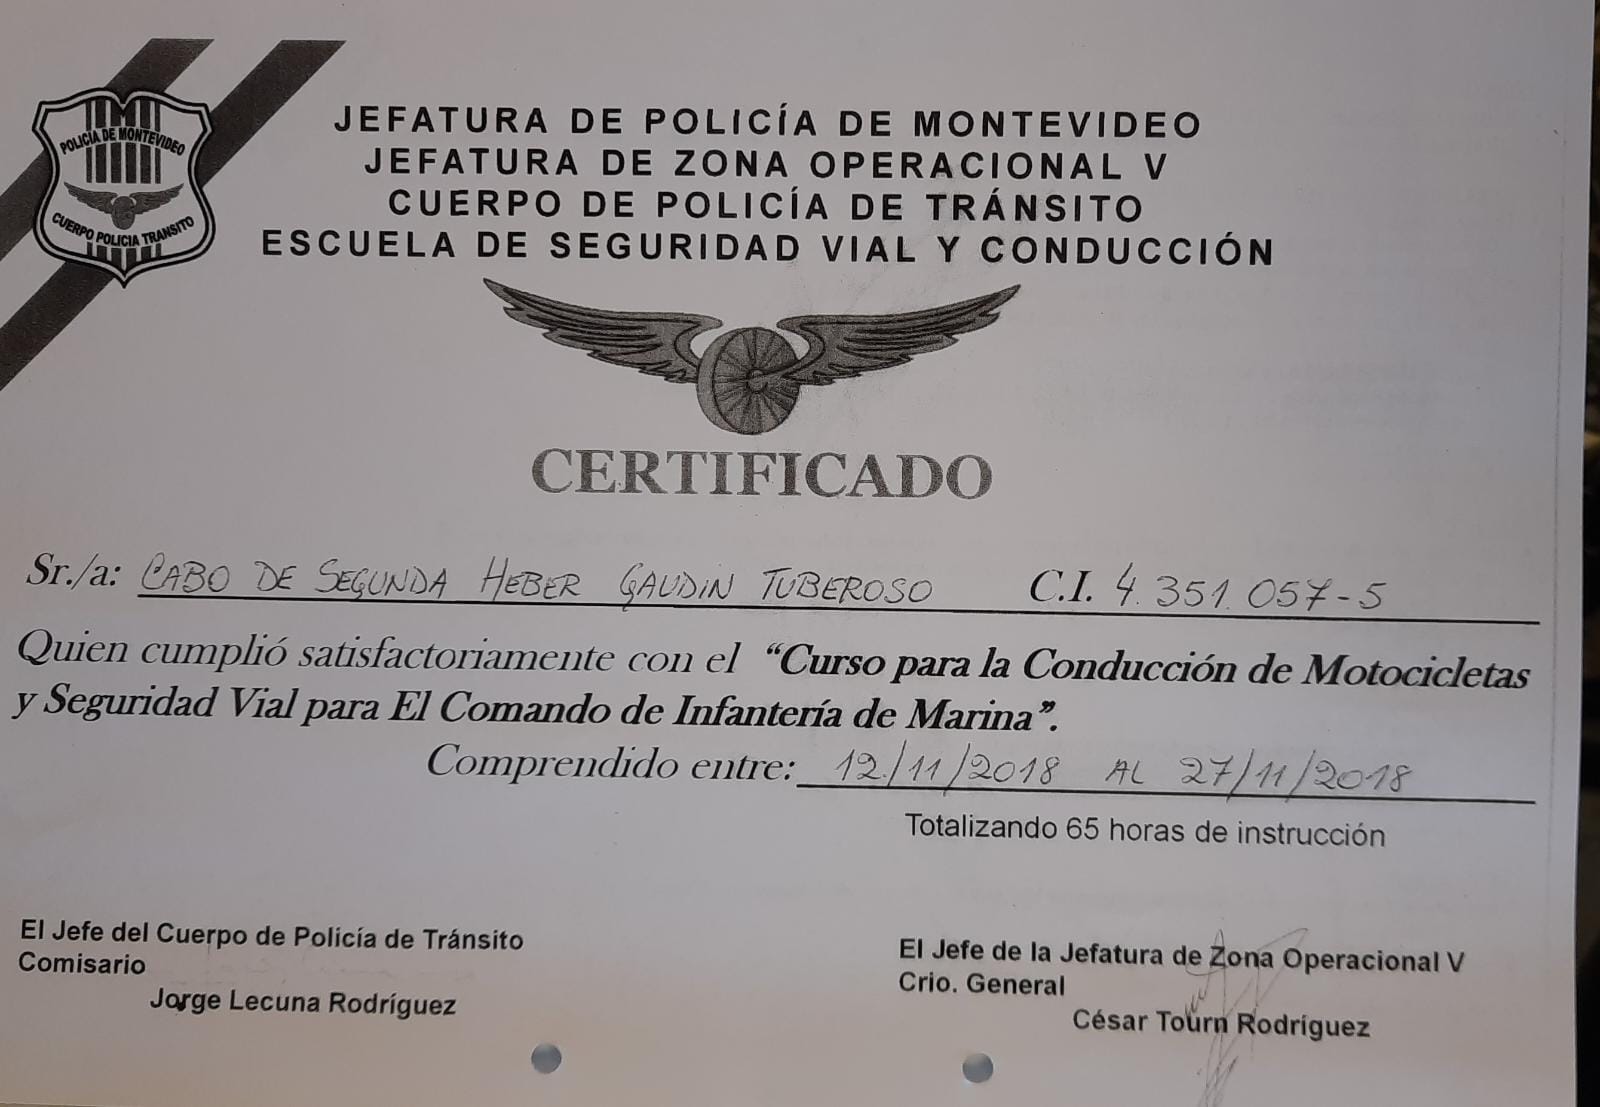 POLICIA DE MONTEVIDEO
CUERPO POLICIA TRANSITO
JEFATURA DE POLICÍA DE MONTEVIDEO
JEFATURA DE ZONA OPERACIONAL V
CUERPO DE POLICÍA DE TRÁNSITO
ESCUELA DE SEGURIDAD VIAL Y CONDUCCIÓN
CERTIFICADO
Sr./a: CABO DE SEGUNDA HEBER GAUDIN TUBEROSO C.I. 4.351.057-5
Quien cumplió satisfactoriamente con el “Curso para la Conducción de Motocicletas
y Seguridad Vial para El Comando de Infantería de Marina”.
Comprendido entre: 12/11/2018 AL 27/11/2018
Totalizando 65 horas de instrucción
El Jefe del Cuerpo de Policía de Tránsito
Comisario
Jorge Lecuna Rodríguez
El Jefe de la Jefatura de Zona Operacional V
Crio. General
César Tourn Rodríguez